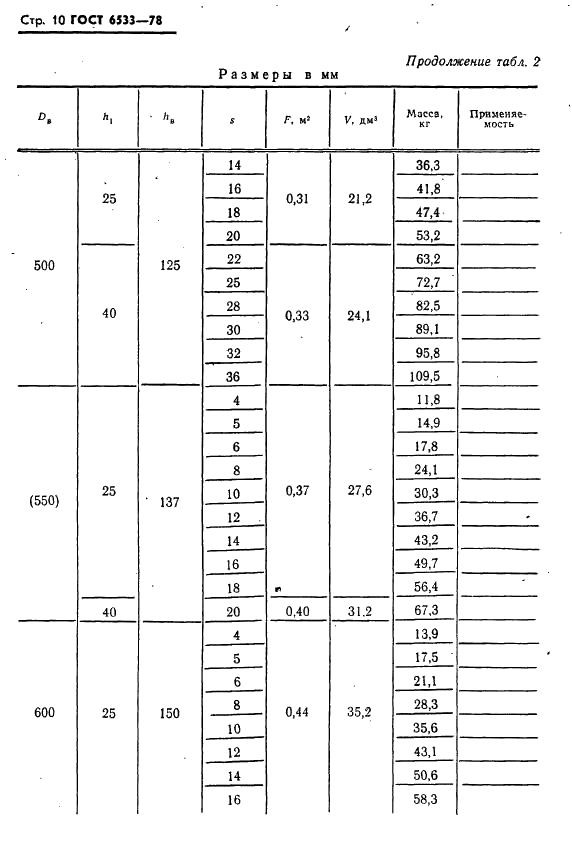 Стр. 10 ГОСТ 6533—78
Продолжение табл. 2
Размеры в мм
Dв h1 hв s F, м² V, дм³ Масса, кг Применяе-мость
14 36,3
25 16 0,31 21,2 41,8
18 47,4
20 53,2
500 125 22 63,2
25 72,7
40 28 0,33 24,1 82,5
30 89,1
32 95,8
36 109,5
4 11,8
5 14,9
6 17,8
8 24,1
(550) 25 137 10 0,37 27,6 30,3
12 36,7
14 43,2
16 49,7
18 56,4
40 20 0,40 31,2 67,3
4 13,9
5 17,5
6 21,1
8 28,3
600 25 150 10 0,44 35,2 35,6
12 43,1
14 50,6
16 58,3